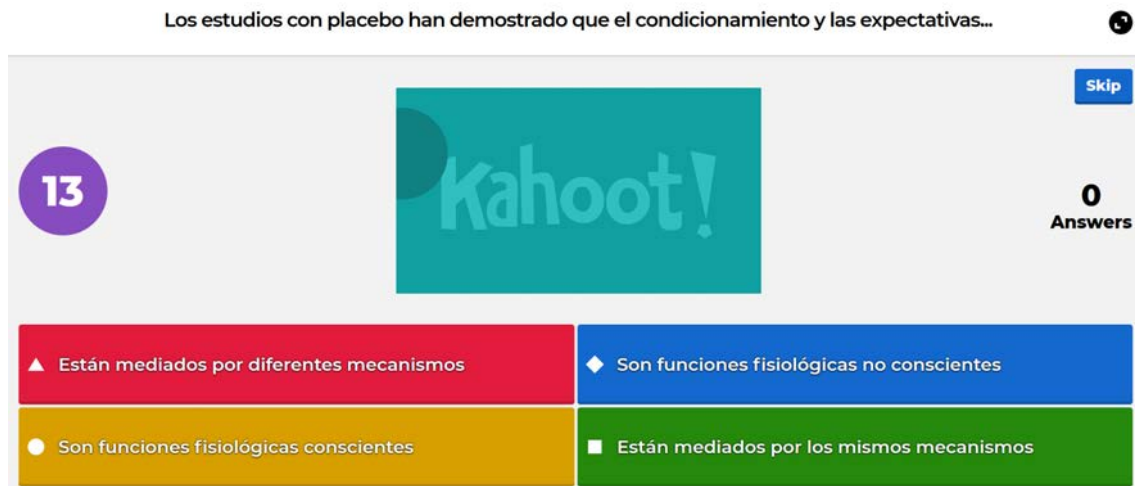 Los estudios con placebo han demostrado que el condicionamiento y las expectativas...
Skip
13
Kahoot!
0
Answers
Están mediados por diferentes mecanismos
Son funciones fisiológicas no conscientes
Son funciones fisiológicas conscientes
Están mediados por los mismos mecanismos